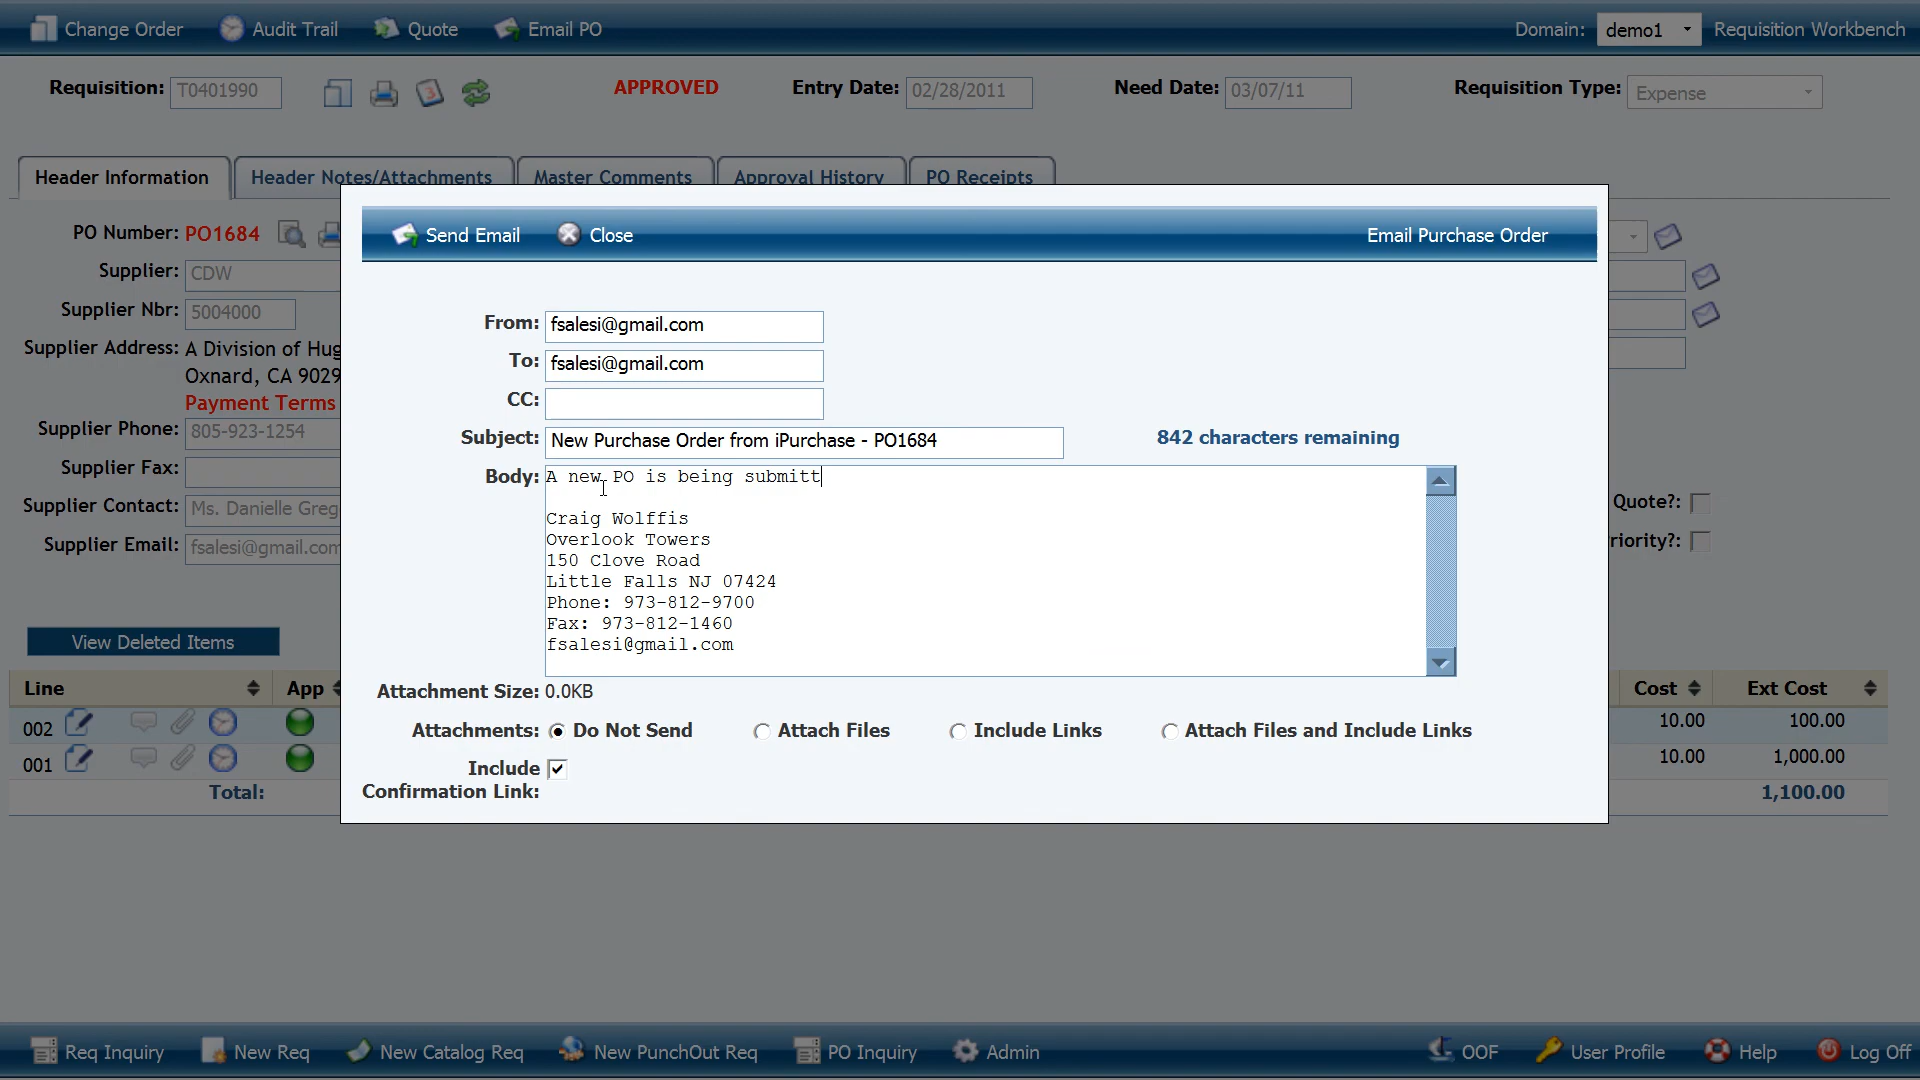 Change Order Audit Trail Quote Email PO Domain: demo1 Requisition Workbench
Requisition: T0401990 APPROVED Entry Date: 02/28/2011 Need Date: 03/07/11 Requisition Type: Expense
Header Information Header Notes/Attachments Master Comments Approval History PO Receipts
PO Number: PO1684
Supplier: CDW
Supplier Nbr: 5004000
Supplier Address: A Division of Hug
Oxnard, CA 9029
Payment Terms
Supplier Phone: 805-923-1254
Supplier Fax:
Supplier Contact: Ms. Danielle Greg
Supplier Email: fsalesi@gmail.com
Quote?:
riority?:
Send Email Close Email Purchase Order
From: fsalesi@gmail.com
To: fsalesi@gmail.com
CC:
Subject: New Purchase Order from iPurchase - PO1684 842 characters remaining
Body: A new PO is being submitt
Craig Wolffis
Overlook Towers
150 Clove Road
Little Falls NJ 07424
Phone: 973-812-9700
Fax: 973-812-1460
fsalesi@gmail.com
Attachment Size: 0.0KB
Attachments: Do Not Send Attach Files Include Links Attach Files and Include Links
Include
Confirmation Link:
View Deleted Items
Line App Cost Ext Cost
002 10.00 100.00
001 10.00 1,000.00
Total: 1,100.00
Req Inquiry New Req New Catalog Req New PunchOut Req PO Inquiry Admin OOF User Profile Help Log Off